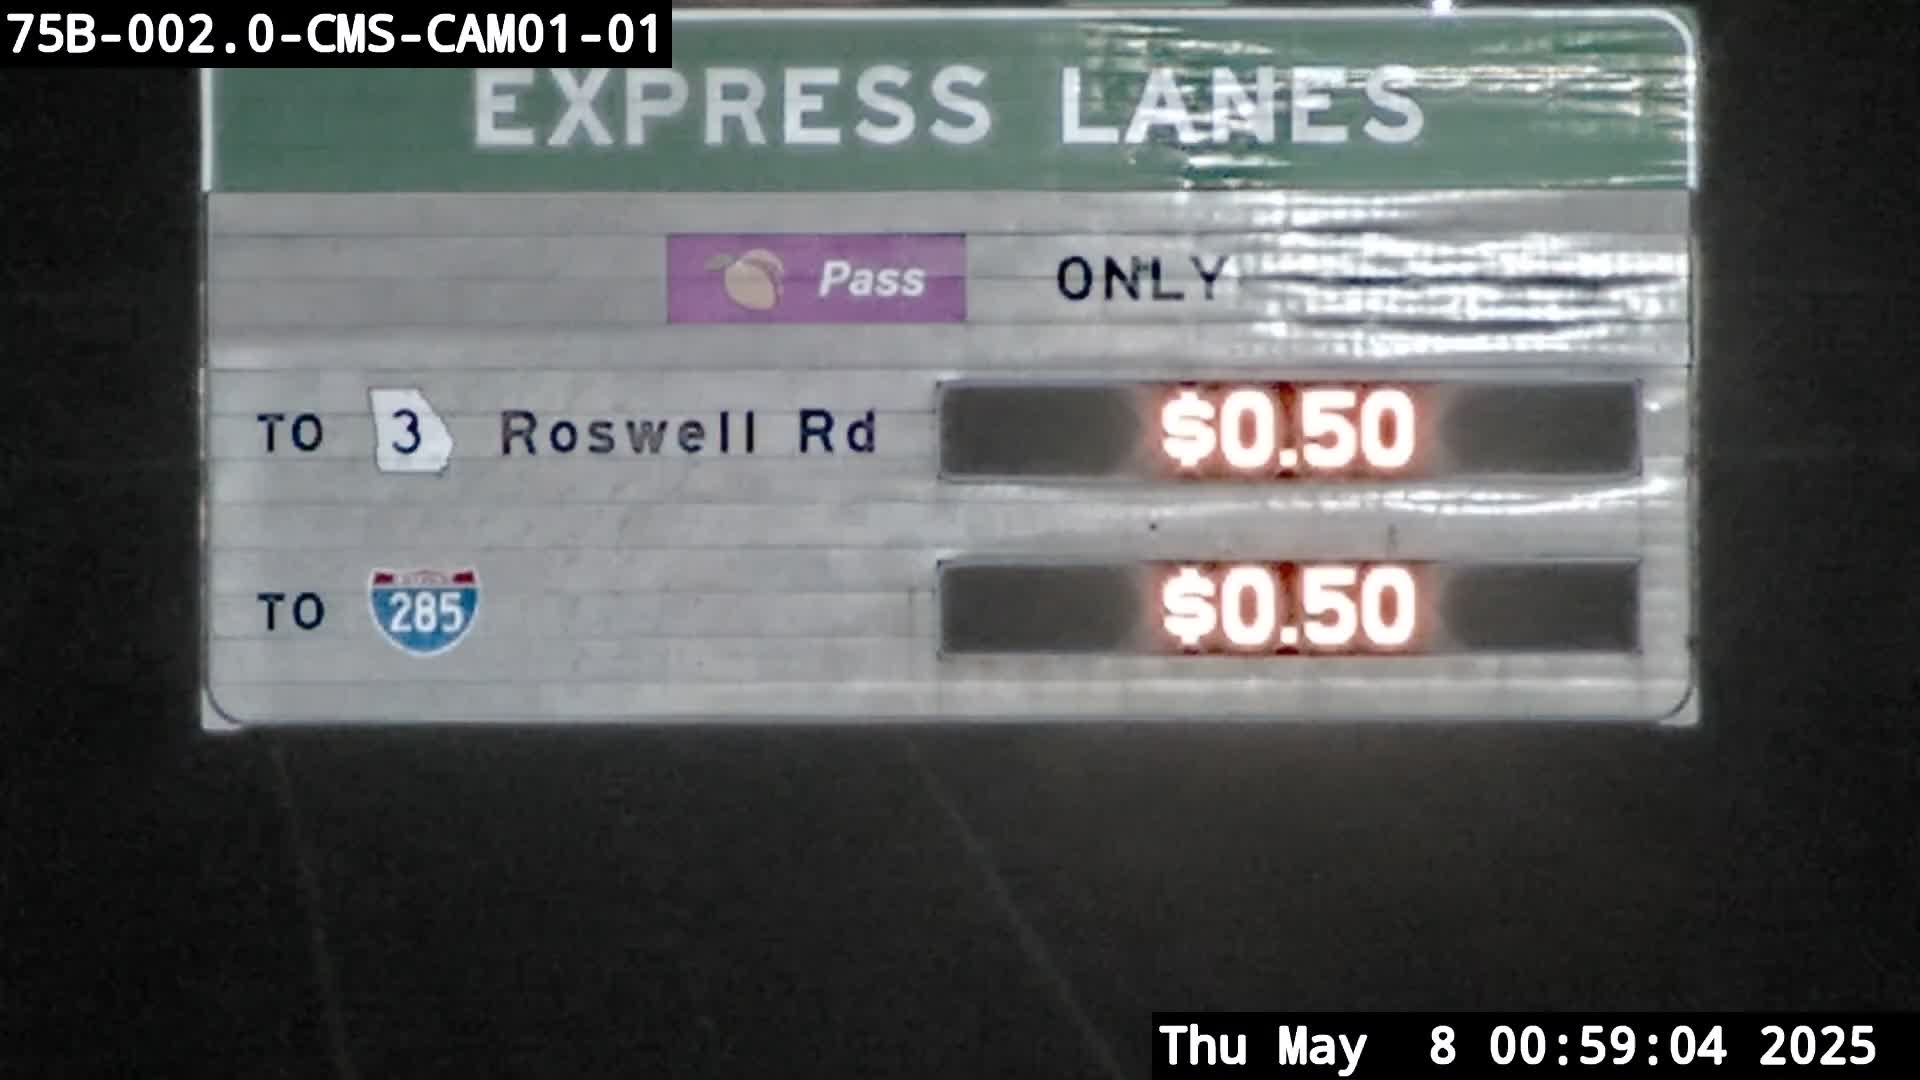 75B-002.0-CMS-CAM01-01
EXPRESS LANES
Pass ONLY
TO 3 Roswell Rd $0.50
TO 285 $0.50
Thu May 8 00:59:04 2025